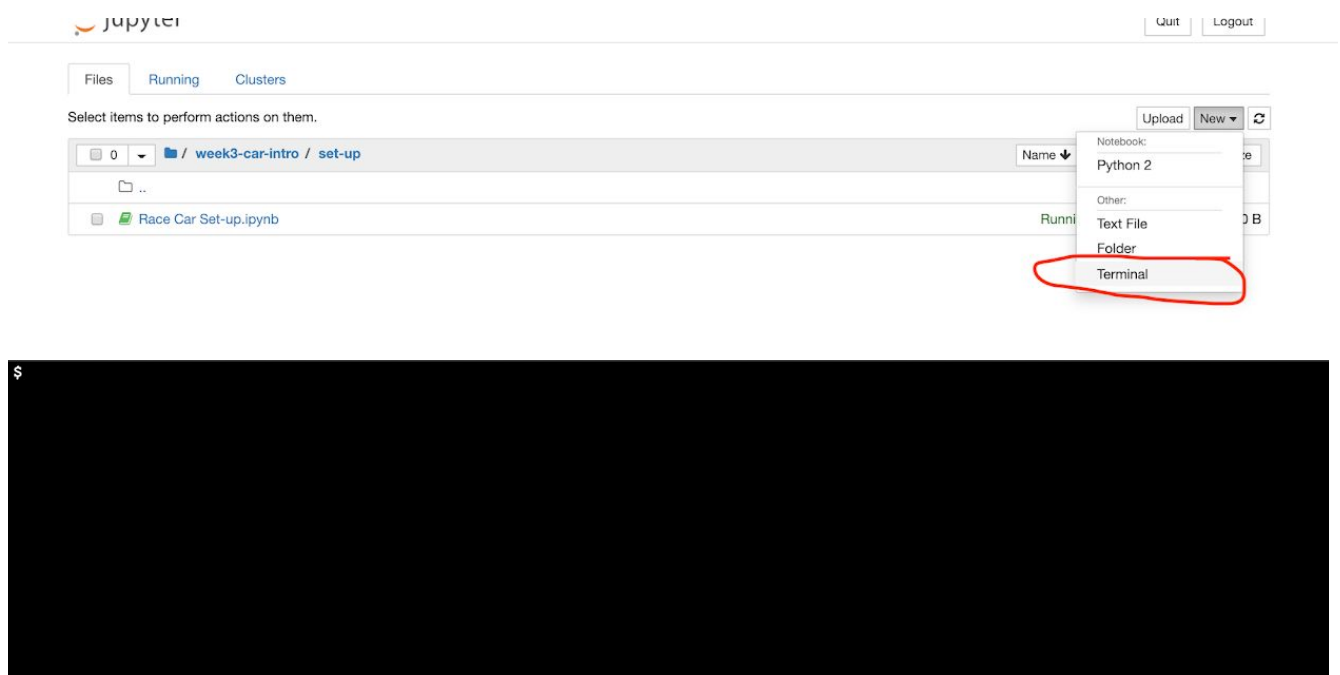 jupyter
Quit Logout
Files Running Clusters
Select items to perform actions on them.
Upload New
0 / week3-car-intro / set-up
Name
Notebook:
Python 2
..
Other:
Race Car Set-up.ipynb
Text File
B
Folder
Terminal
$